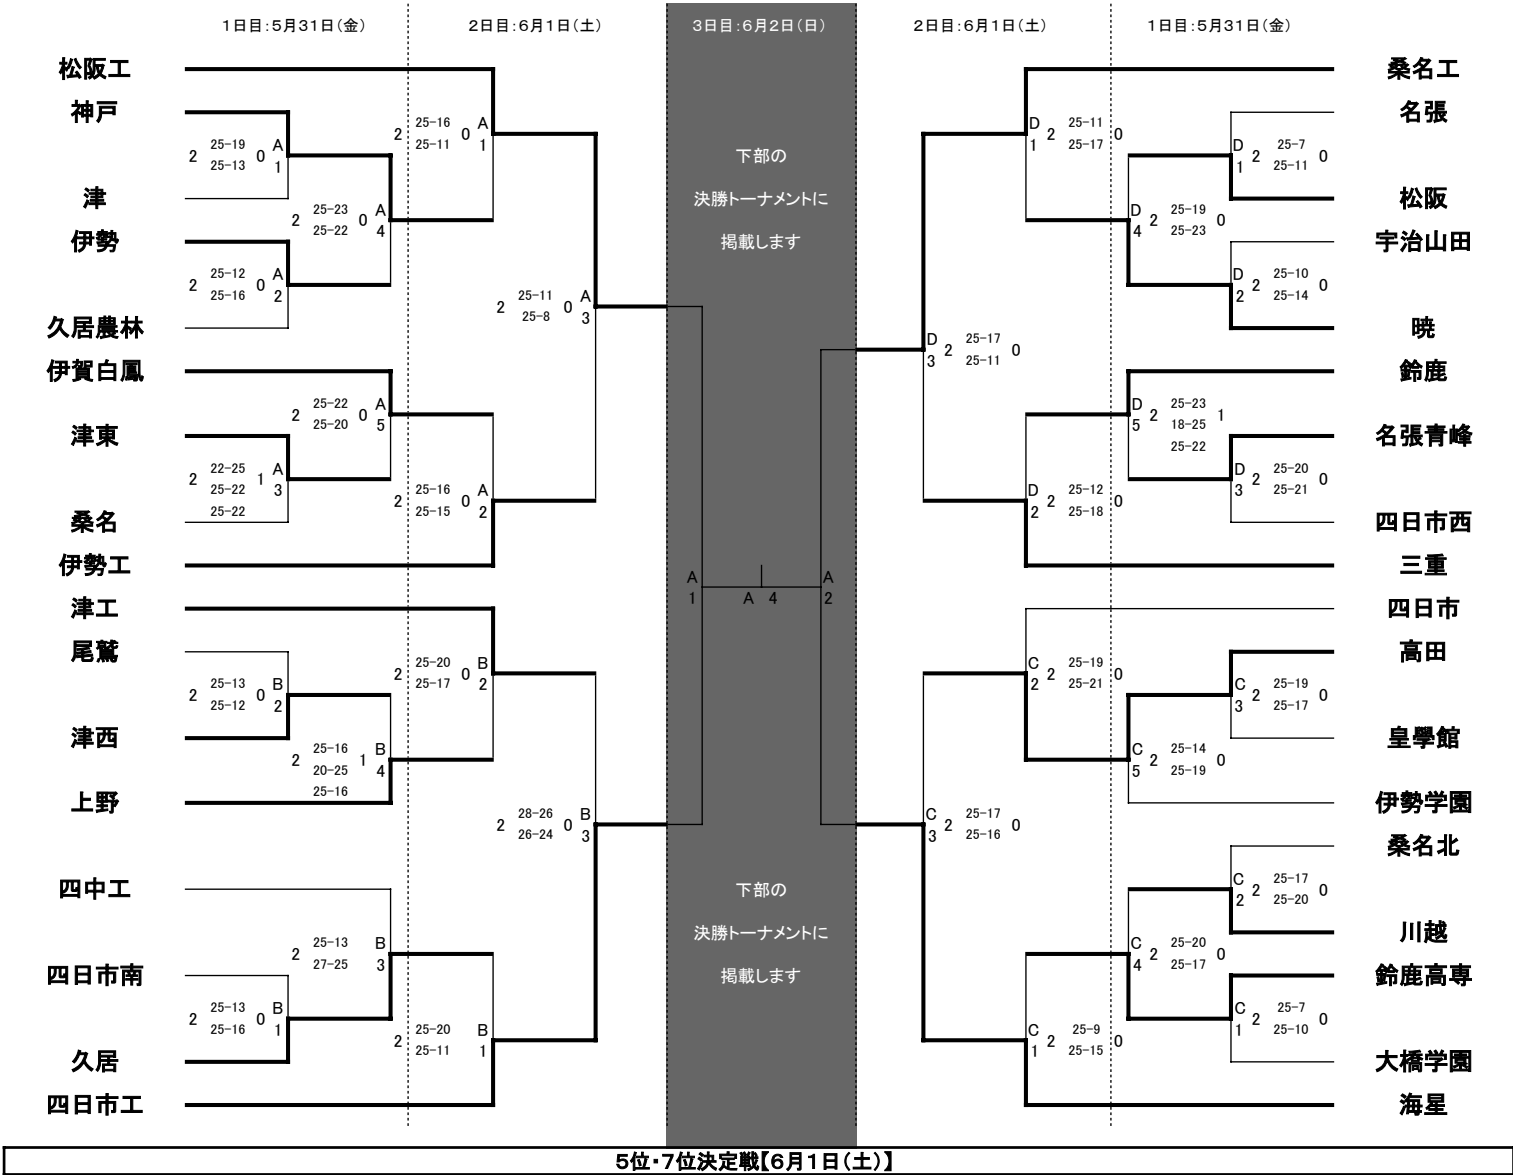 1日目:5月31日(金)
2日目:6月1日(土)
3日目:6月2日(日)
2日目:6月1日(土)
1日目:5月31日(金)
松阪工
神戸
津
伊勢
久居農林
伊賀白鳳
津東
桑名
伊勢工
津工
尾鷲
津西
上野
四中工
四日市南
久居
四日市工
2 25-19 0 A
25-13 1
2 25-12 0 A
25-16 2
2 22-25 1 A
25-22 3
25-22
2 25-13 0 B
25-12 2
2 25-13 0 B
25-16 1
2 25-23 0 A
25-22 4
2 25-22 0 A
25-20 5
2 25-16 1 B
20-25 4
25-16
2 25-13 B
27-25 3
2 25-16 0 A
25-11 1
2 25-16 0 A
25-15 2
2 25-20 0 B
25-17 2
2 25-20 B
25-11 1
2 25-11 0 A
25-8 3
2 28-26 0 B
26-24 3
下部の
決勝トーナメントに
掲載します
A
1
A 4
A
2
下部の
決勝トーナメントに
掲載します
D 2 25-17 0
3 25-11
C 2 25-17 0
3 25-16
D 2 25-11 0
1 25-17
D 2 25-12 0
2 25-18
C 2 25-19 0
2 25-21
C 2 25-9 0
1 25-15
D 2 25-19 0
4 25-23
D 2 25-23 1
5 18-25
25-22
C 2 25-14 0
5 25-19
C 2 25-20 0
4 25-17
D 2 25-7 0
1 25-11
D 2 25-10 0
2 25-14
D 2 25-20 0
3 25-21
C 2 25-19 0
3 25-17
C 2 25-17 0
2 25-20
C 2 25-7 0
1 25-10
桑名工
名張
松阪
宇治山田
暁
鈴鹿
名張青峰
四日市西
三重
四日市
高田
皇學館
伊勢学園
桑名北
川越
鈴鹿高専
大橋学園
海星
5位・7位決定戦【6月1日(土)】